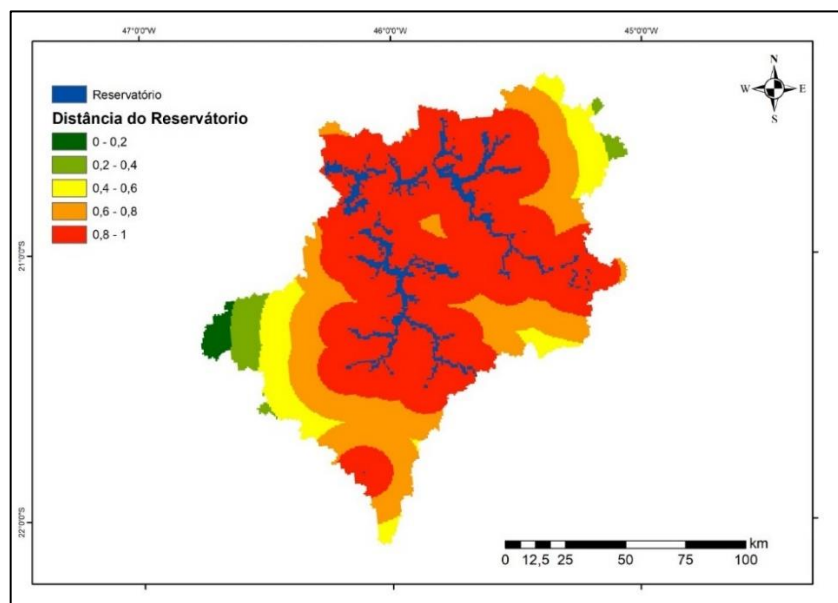 47°0'0"W 46°0'0"W 45°0'0"W
N
W E
S
Reservatório
Distância do Reservátorio
0 - 0,2
0,2 - 0,4
0,4 - 0,6
0,6 - 0,8
0,8 - 1
21°0'0"S
22°0'0"S
km
0 12,5 25 50 75 100